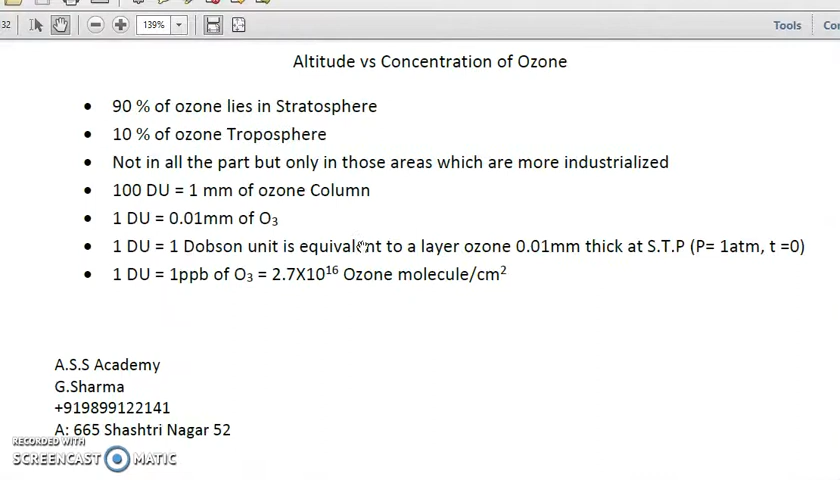 32
139%
Tools
Altitude vs Concentration of Ozone
• 90 % of ozone lies in Stratosphere
• 10 % of ozone Troposphere
• Not in all the part but only in those areas which are more industrialized
• 100 DU = 1 mm of ozone Column
• 1 DU = 0.01mm of O₃
• 1 DU = 1 Dobson unit is equivalent to a layer ozone 0.01mm thick at S.T.P (P= 1atm, t =0)
• 1 DU = 1ppb of O₃ = 2.7X10¹⁶ Ozone molecule/cm²
A.S.S Academy
G.Sharma
+919899122141
A: 665 Shashtri Nagar 52
RECORDED WITH
SCREENCAST MATIC